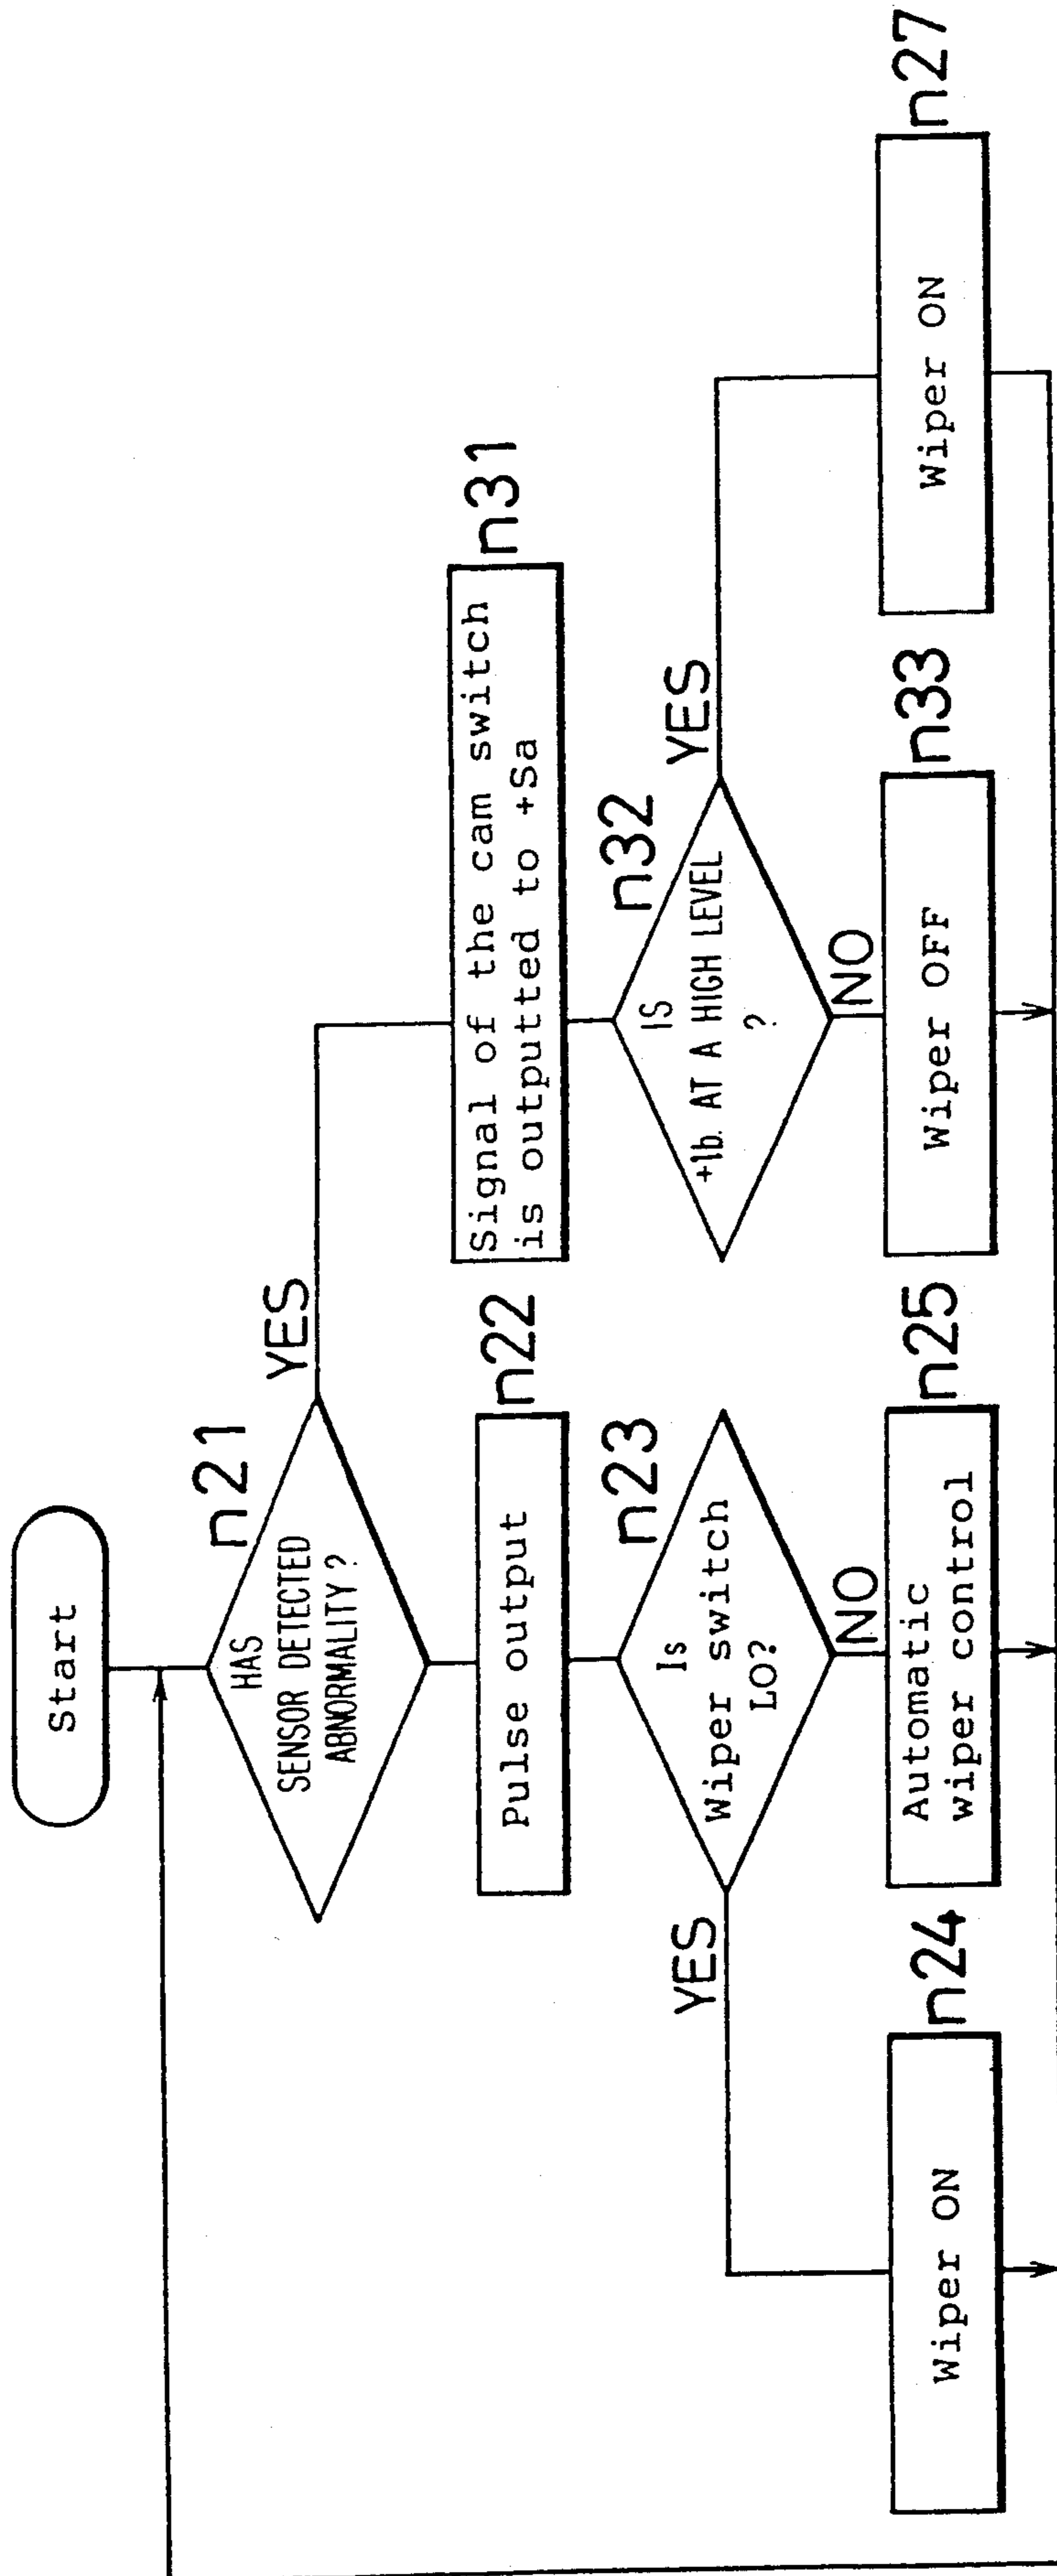 Start
n21
HAS
SENSOR DETECTED
ABNORMALITY?
YES
n22
Pulse output
n31
Signal of the cam switch
is outputted to +Sa
n23
Is
Wiper switch
LO?
YES
NO
n32
IS
+Ib. AT A HIGH LEVEL
?
YES
NO
n24
Wiper ON
n25
Automatic
wiper control
n33
Wiper OFF
n27
Wiper ON